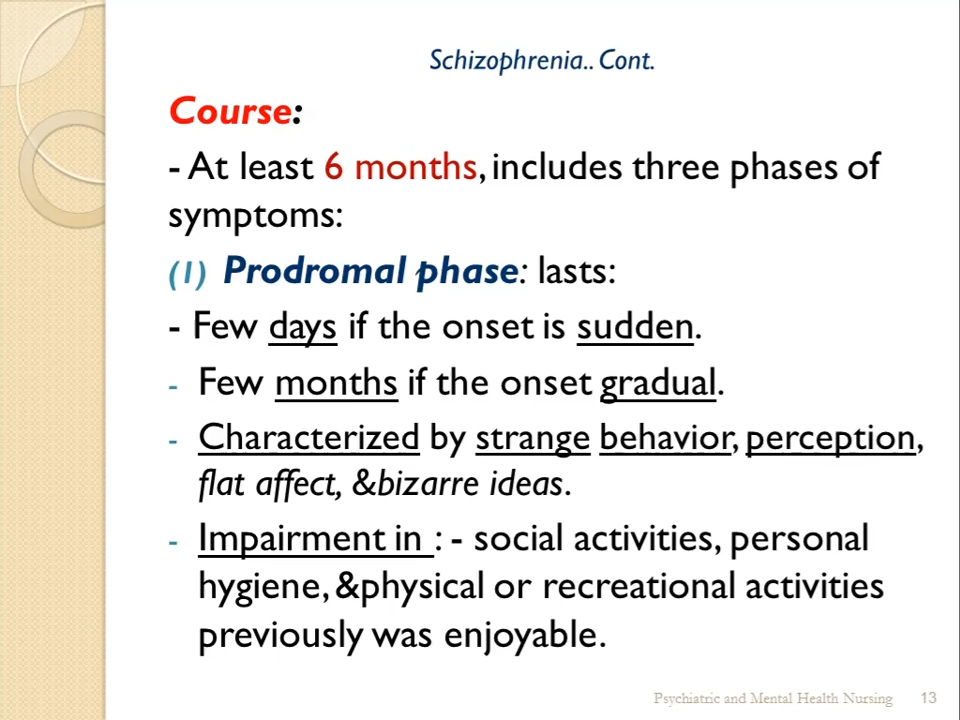 Schizophrenia.. Cont.
Course:
- At least 6 months, includes three phases of
symptoms:
(1) Prodromal phase: lasts:
- Few days if the onset is sudden.
- Few months if the onset gradual.
- Characterized by strange behavior, perception,
flat affect, &bizarre ideas.
- Impairment in : - social activities, personal
hygiene, &physical or recreational activities
previously was enjoyable.
Psychiatric and Mental Health Nursing 13